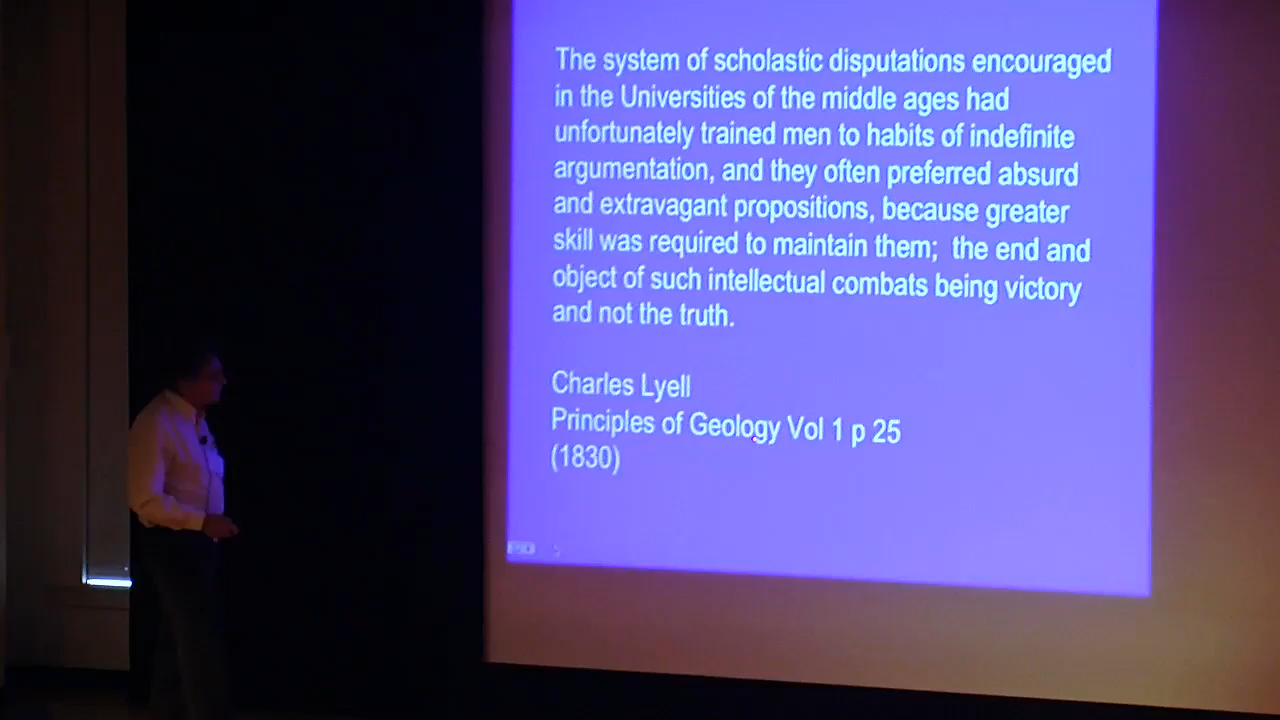 The system of scholastic disputations encouraged
in the Universities of the middle ages had
unfortunately trained men to habits of indefinite
argumentation, and they often preferred absurd
and extravagant propositions, because greater
skill was required to maintain them;  the end and
object of such intellectual combats being victory
and not the truth.
Charles Lyell
Principles of Geology Vol 1 p 25
(1830)